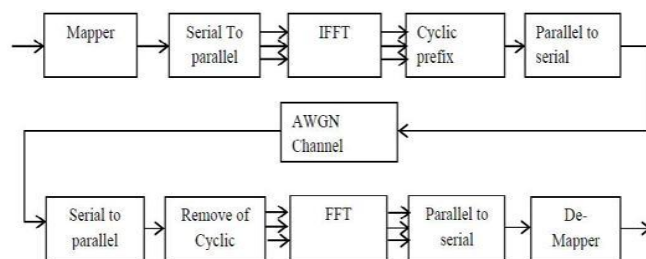 Mapper
Serial To
parallel
IFFT
Cyclic
prefix
Parallel to
serial
AWGN
Channel
Serial to
parallel
Remove of
Cyclic
FFT
Parallel to
serial
De-
Mapper